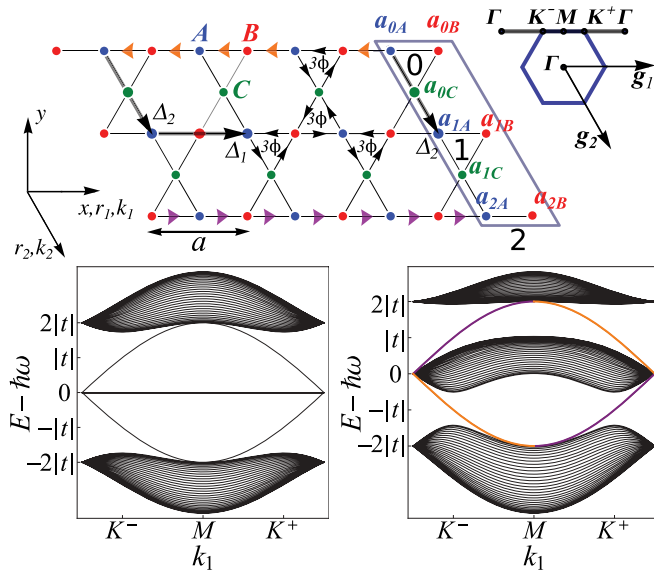 A B a₀A a₀B Γ K⁻ M K⁺ Γ
3ϕ 0
C a₀C Γ g₁
y Δ₂ a₁A a₁B
3ϕ 3ϕ g₂
Δ₁ Δ₂ 1
x,r₁,k₁ a₁C
a₂A
r₂,k₂ a a₂B
2
2|t|
|t|
0
-|t|
-2|t|
E-ℏω
K⁻ M K⁺
k₁
2|t|
|t|
0
-|t|
-2|t|
E-ℏω
K⁻ M K⁺
k₁